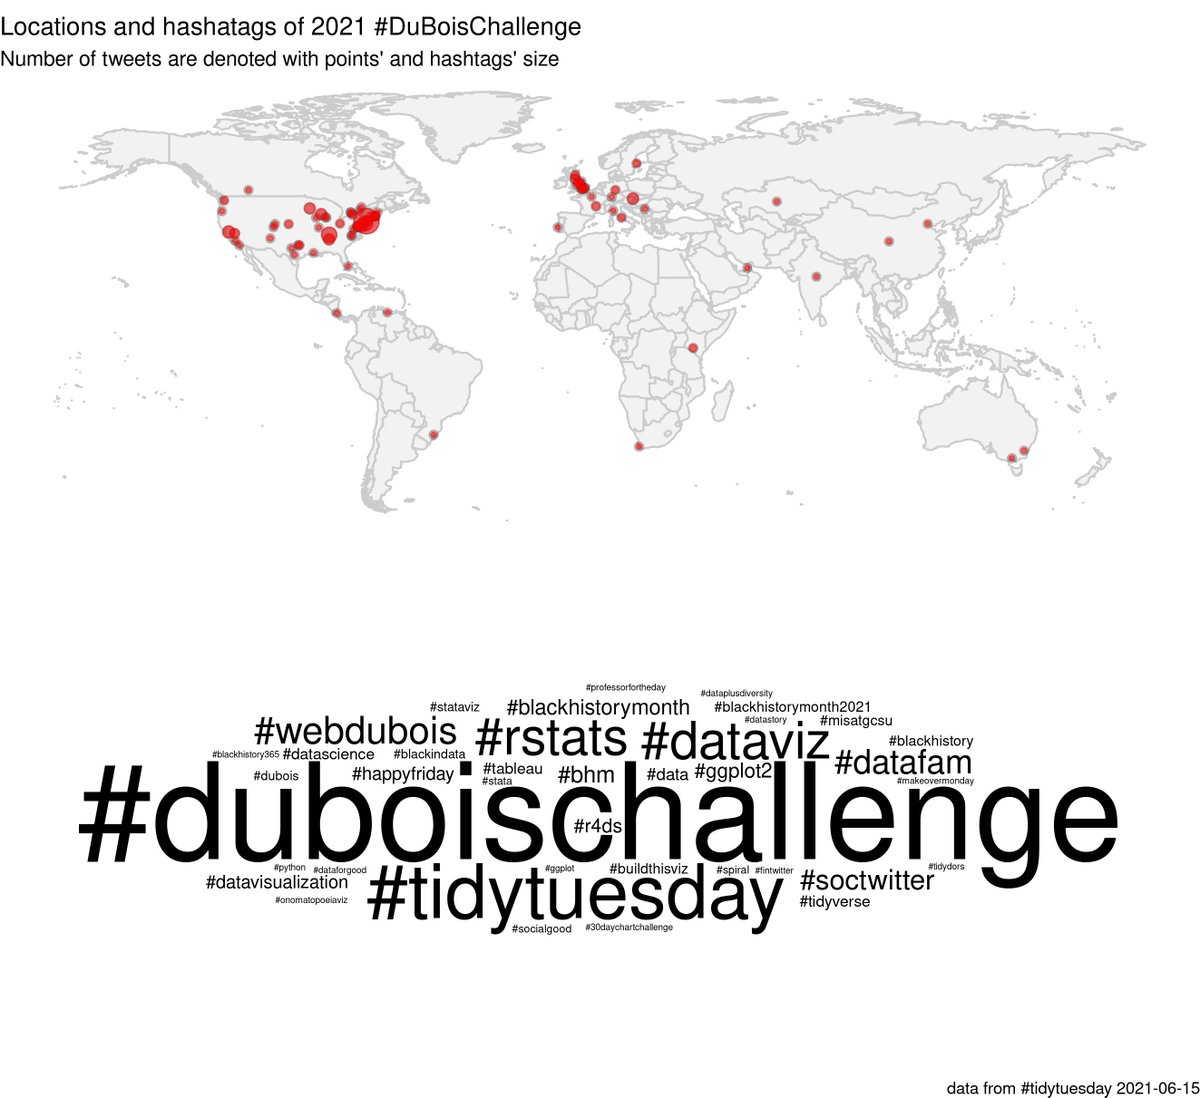 Locations and hashatags of 2021 #DuBoisChallenge
Number of tweets are denoted with points' and hashtags' size
#professorfortheday
#dataplusdiversity
#stataviz #blackhistorymonth #blackhistorymonth2021
#webdubois #rstats #dataviz #datastory #misatgcsu
#blackhistory365 #datascience #blackindata #blackhistory
#dubois #happyfriday #tableau #bhm #data #ggplot2 #datafam
#stata #makeovermonday
#duboischallenge
#r4ds
#python #dataforgood #ggplot #buildthisviz #spiral #fintwitter #tidydors
#datavisualization #tidytuesday #soctwitter
#onomatopoeiaviz #tidyverse
#socialgood #30daychartchallenge
data from #tidytuesday 2021-06-15